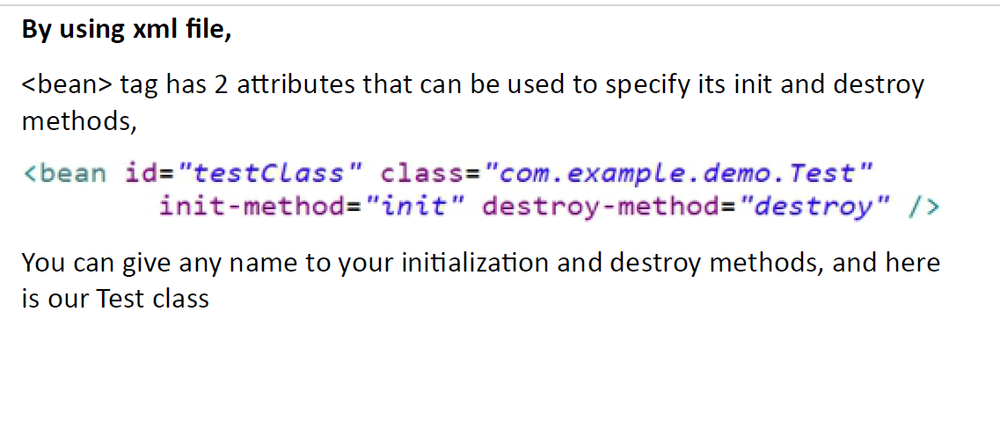 By using xml file,
<bean> tag has 2 attributes that can be used to specify its init and destroy
methods,
<bean id="testClass" class="com.example.demo.Test"
init-method="init" destroy-method="destroy" />
You can give any name to your initialization and destroy methods, and here
is our Test class